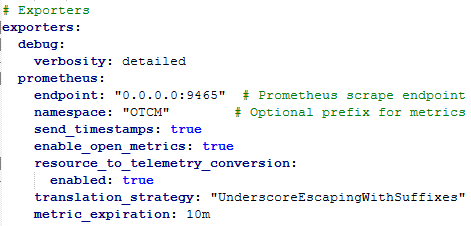 # Exporters
exporters:
  debug:
    verbosity: detailed
  prometheus:
    endpoint: "0.0.0.0:9465"  # Prometheus scrape endpoint
    namespace: "OTCM"        # Optional prefix for metrics
    send_timestamps: true
    enable_open_metrics: true
    resource_to_telemetry_conversion:
      enabled: true
    translation_strategy: "UnderscoreEscapingWithSuffixes"
    metric_expiration: 10m